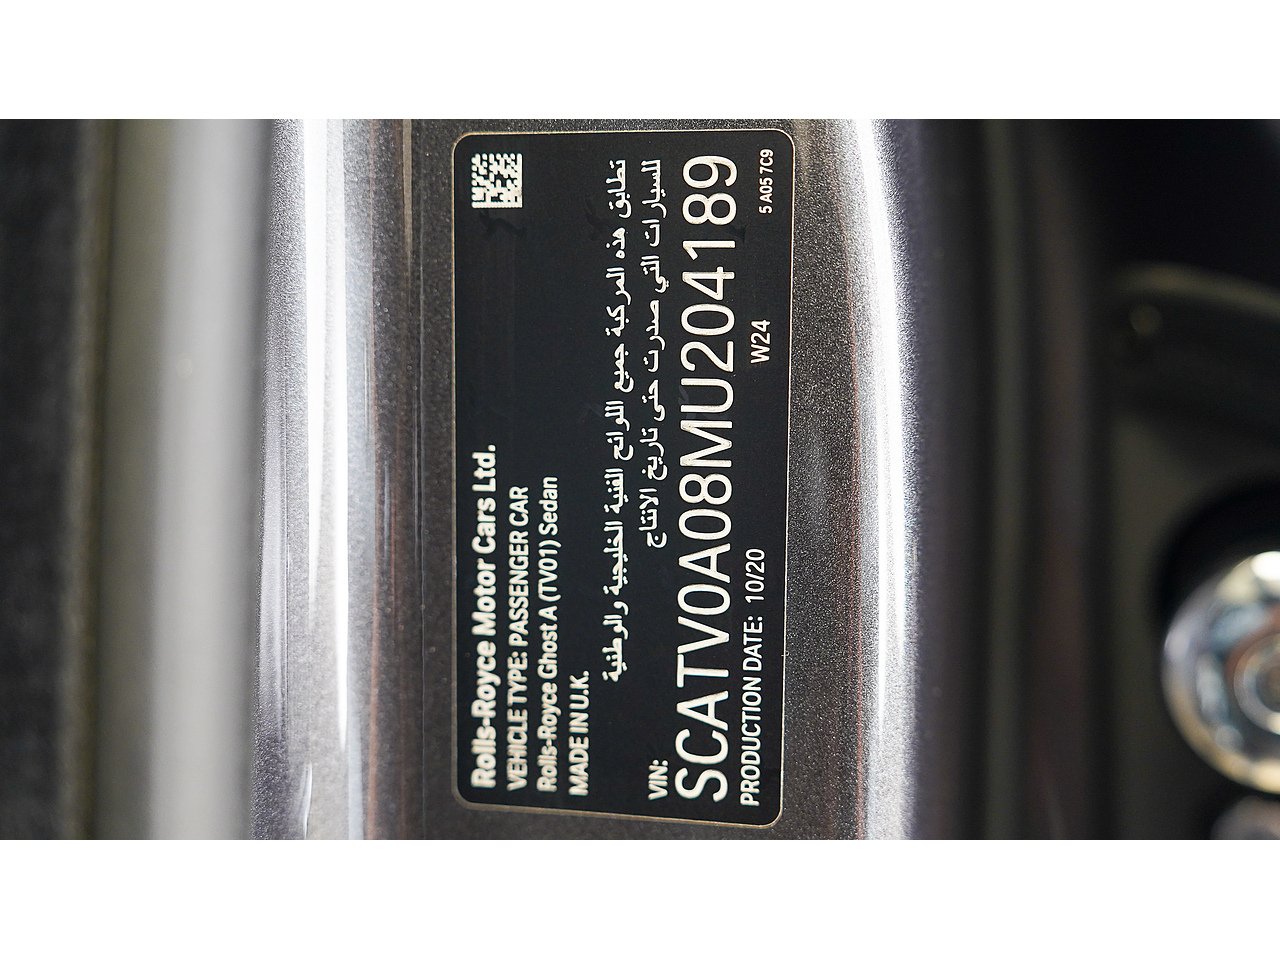 Rolls-Royce Motor Cars Ltd.
VEHICLE TYPE: PASSENGER CAR
Rolls-Royce Ghost A (TV01) Sedan
MADE IN U.K.
تطابق هذه المركبة جميع اللوائح الفنية الخليجية والوطنية
للسيارات التي صدرت حتى تاريخ الانتاج
VIN:
SCATV0A08MU204189
PRODUCTION DATE: 10/20 W24 5 A05 7C9